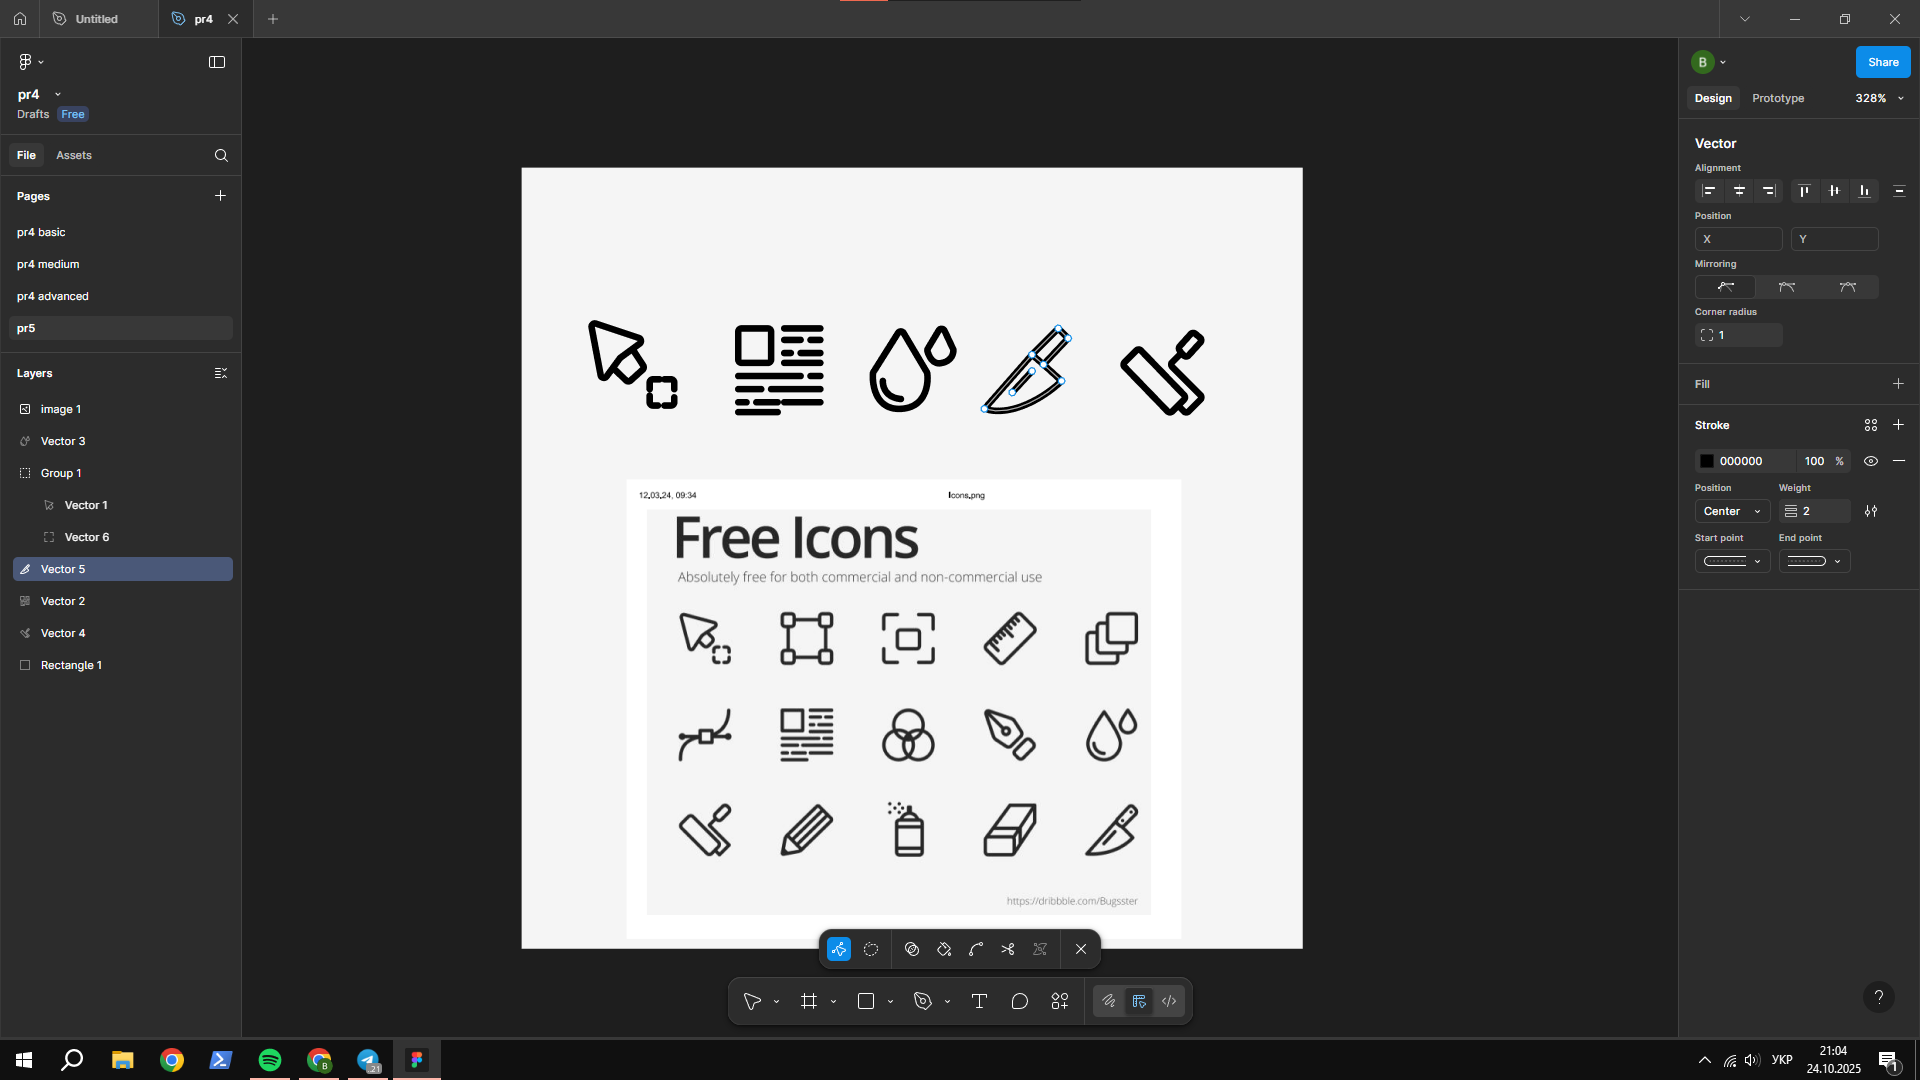 Untitled
pr4
pr4
Drafts Free
File Assets
Pages
pr4 basic
pr4 medium
pr4 advanced
pr5
Layers
image 1
Vector 3
Group 1
Vector 1
Vector 6
Vector 5
Vector 2
Vector 4
Rectangle 1
12.03.24, 09:34 Icons.png
Free Icons
Absolutely free for both commercial and non-commercial use
https://dribbble.com/Bugsster
B
Share
Design Prototype 328%
Vector
Alignment
Position
X Y
Mirroring
Corner radius
1
Fill
Stroke
000000 100 %
Position Weight
Center 2
Start point End point
?
B
21
УКР
21:04
24.10.2025
1